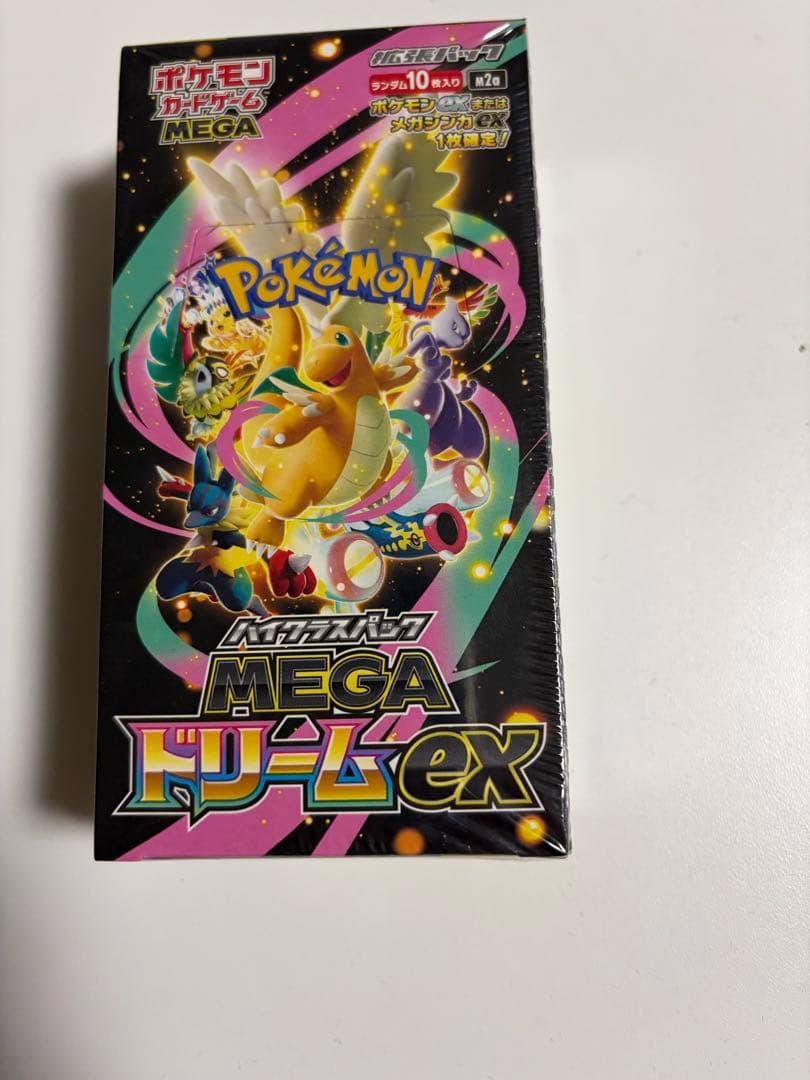 ポケモン
カードゲーム
MEGA
拡張パック
ランダム10枚入り M2a
ポケモンexまたは
メガシンカex
1枚確定!
POKéMON
ハイクラスパック
MEGA
ドリームex